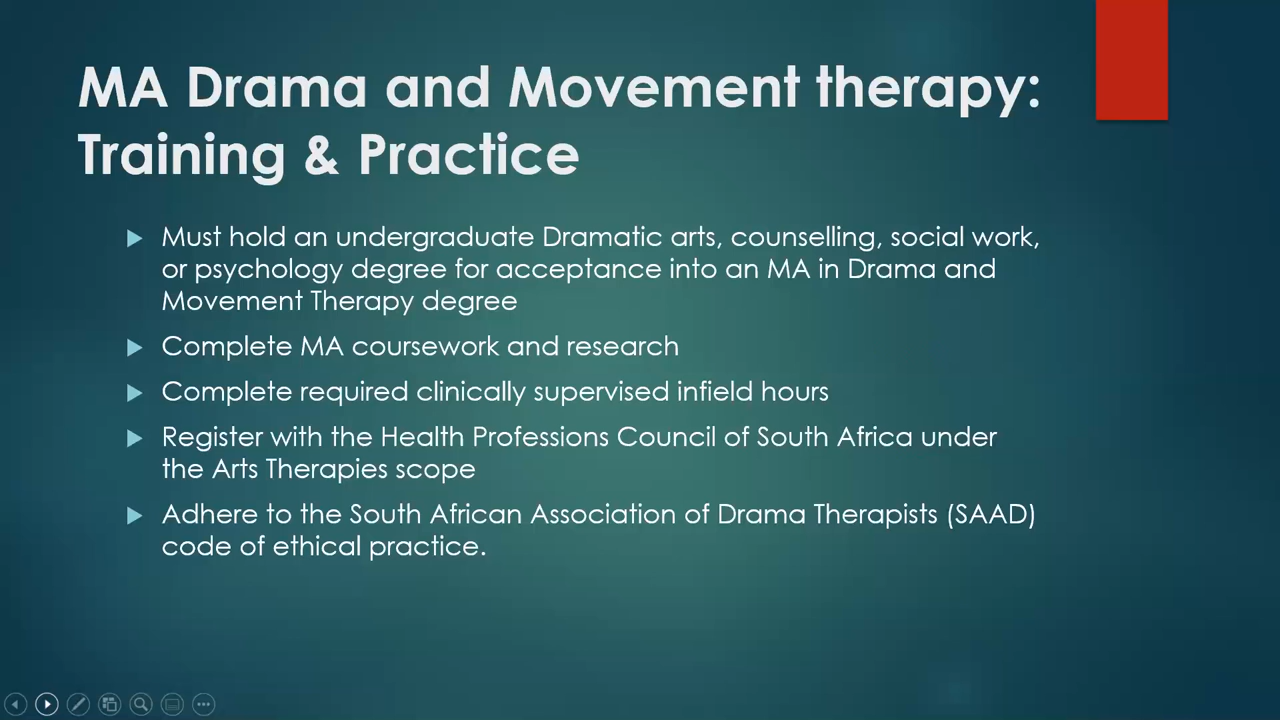 MA Drama and Movement therapy:
Training & Practice
Must hold an undergraduate Dramatic arts, counselling, social work,
or psychology degree for acceptance into an MA in Drama and
Movement Therapy degree
Complete MA coursework and research
Complete required clinically supervised infield hours
Register with the Health Professions Council of South Africa under
the Arts Therapies scope
Adhere to the South African Association of Drama Therapists (SAAD)
code of ethical practice.